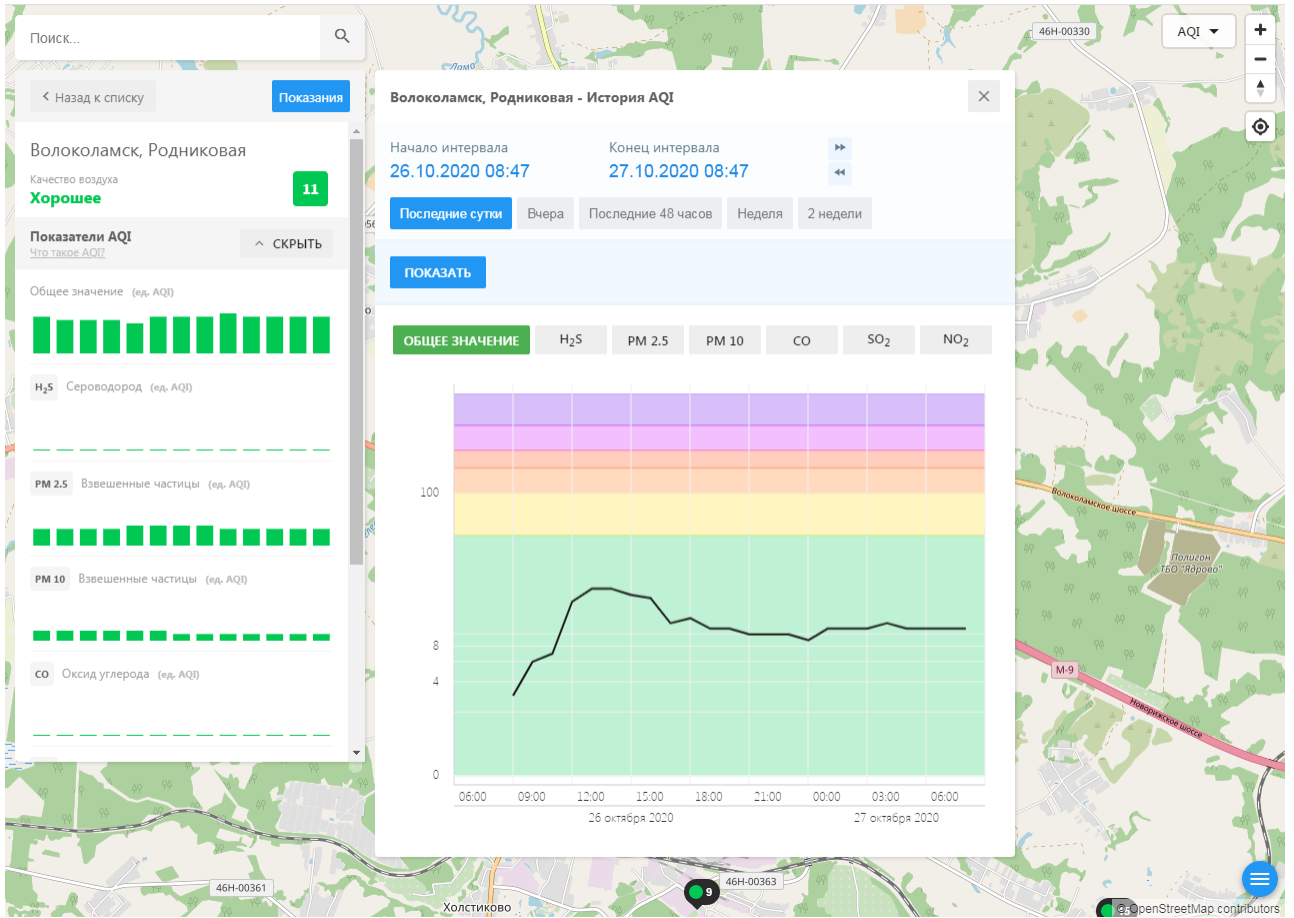 Поиск...
Назад к списку
Показания
Волоколамск, Родниковая
Качество воздуха
Хорошее
11
Показатели AQI
Что такое AQI?
СКРЫТЬ
Общее значение (ед. AQI)
H2S Сероводород (ед. AQI)
PM 2.5 Взвешенные частицы (ед. AQI)
PM 10 Взвешенные частицы (ед. AQI)
CO Оксид углерода (ед. AQI)
Волоколамск, Родниковая - История AQI
Начало интервала
26.10.2020 08:47
Конец интервала
27.10.2020 08:47
Последние сутки
Вчера
Последние 48 часов
Неделя
2 недели
ПОКАЗАТЬ
ОБЩЕЕ ЗНАЧЕНИЕ
H2S
PM 2.5
PM 10
CO
SO2
NO2
100
8
4
0
06:00 09:00 12:00 15:00 18:00 21:00 00:00 03:00 06:00
26 октября 2020 27 октября 2020
Лама
46Н-00330
AQI
Волоколамское шоссе
Полигон
ТБО "Ядрово"
М-9
Новорижское шоссе
46Н-00361
46Н-00363
9
Холстиково
© OpenStreetMap contributors